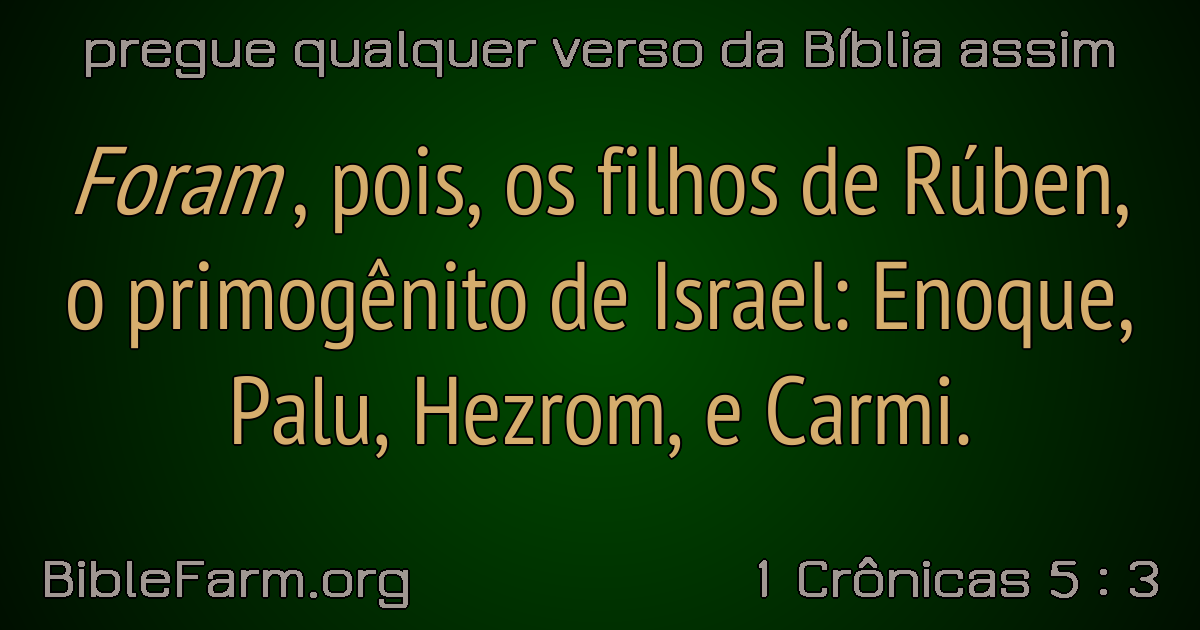 pregue qualquer verso da Bíblia assim
Foram, pois, os filhos de Rúben,
o primogênito de Israel: Enoque,
Palu, Hezrom, e Carmi.
BibleFarm.org
1 Crônicas 5 : 3